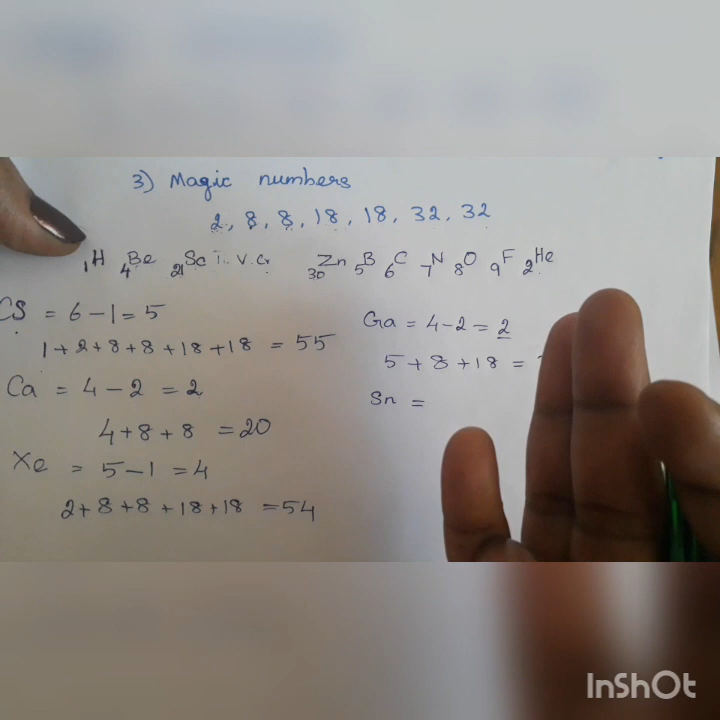 3) Magic numbers
2, 8, 8, 18, 18, 32, 32
1H 4Be 21Sc Ti V Cr 30Zn 5B 6C 7N 8O 9F 2He
CS = 6 - 1 = 5
1 + 2 + 8 + 8 + 18 + 18 = 55
Ca = 4 - 2 = 2
4 + 8 + 8 = 20
Xe = 5 - 1 = 4
2 + 8 + 8 + 18 + 18 = 54
Ga = 4 - 2 = 2
5 + 8 + 18 =
Sn =
InShOt